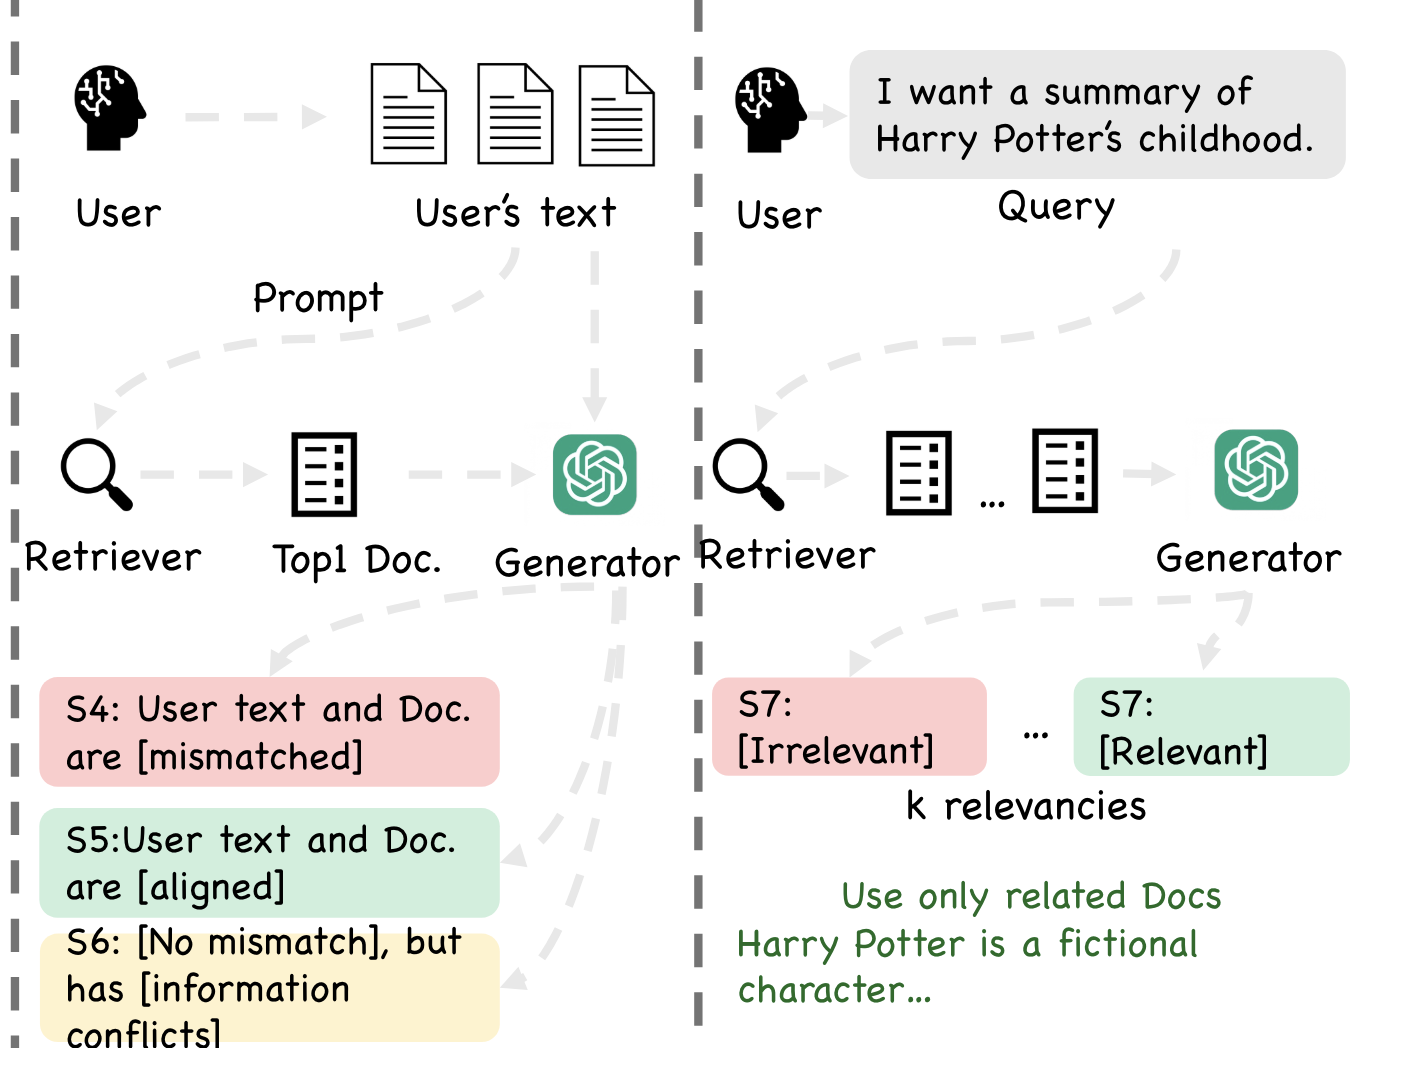 User
User's text
Prompt
Retriever
Top1 Doc.
Generator
S4: User text and Doc.
are [mismatched]
S5:User text and Doc.
are [aligned]
S6: [No mismatch], but
has [information
conflicts]
I want a summary of
Harry Potter's childhood.
User
Query
...
Retriever
Generator
S7:
[Irrelevant]
...
S7:
[Relevant]
k relevancies
Use only related Docs
Harry Potter is a fictional
character...